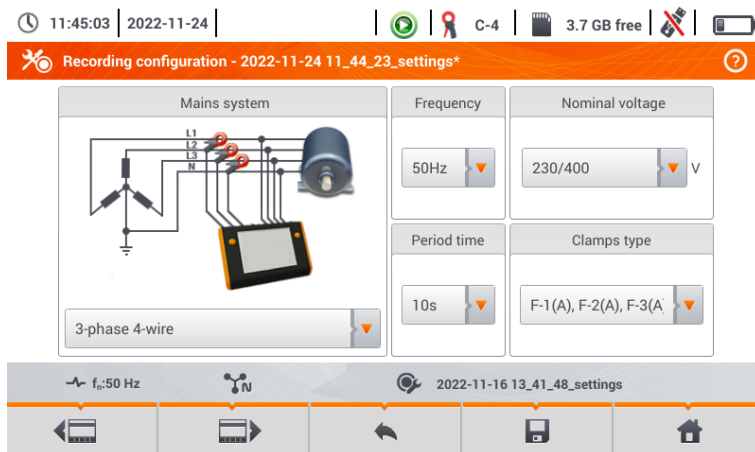 11:45:03 2022-11-24 C-4 3.7 GB free
Recording configuration - 2022-11-24 11_44_23_settings* ?
Mains system
L1
L2
L3
N
3-phase 4-wire
Frequency
50Hz
Nominal voltage
230/400 V
Period time
10s
Clamps type
F-1(A), F-2(A), F-3(A)
fn:50 Hz N 2022-11-16 13_41_48_settings